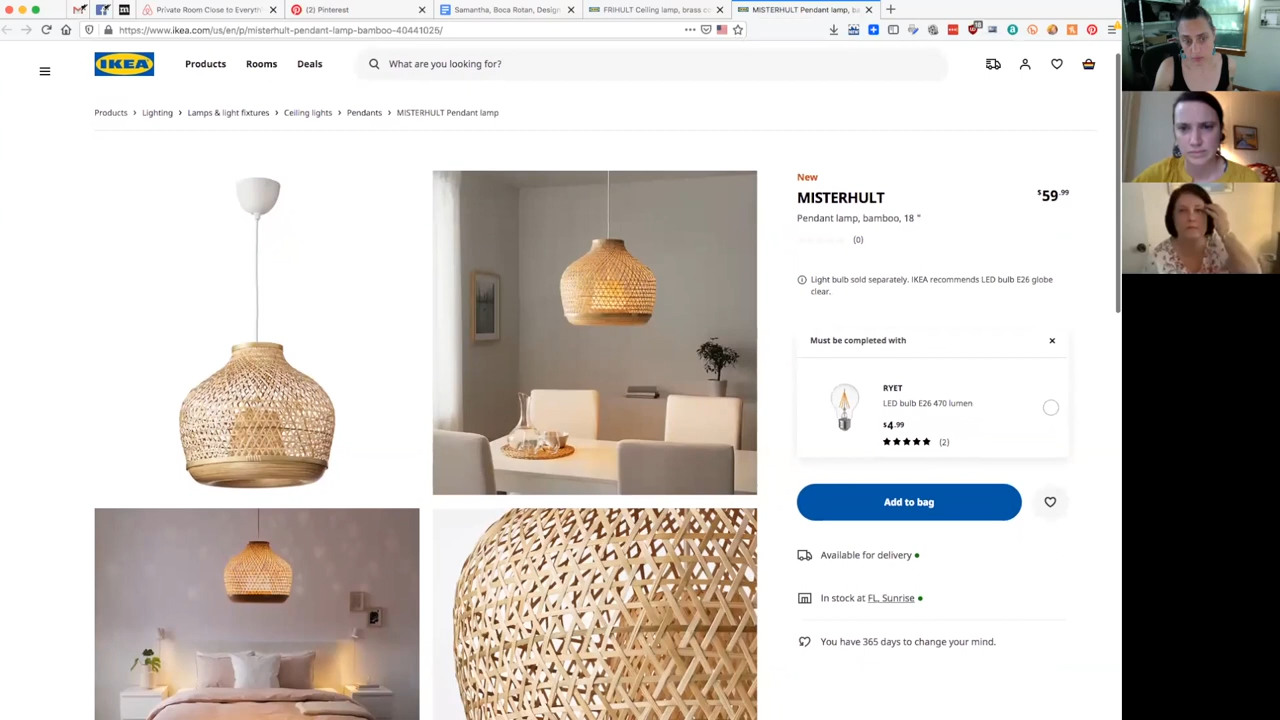 Private Room Close to Everyth
(2) Pinterest
Samantha, Boca Rotan, Design
FRIHULT Ceiling lamp, brass co
MISTERHULT Pendant lamp, ba
https://www.ikea.com/us/en/p/misterhult-pendant-lamp-bamboo-40441025/
IKEA
Products
Rooms
Deals
What are you looking for?
Products > Lighting > Lamps & light fixtures > Ceiling lights > Pendants > MISTERHULT Pendant lamp
New
MISTERHULT
$59.99
Pendant lamp, bamboo, 18 "
(0)
Light bulb sold separately. IKEA recommends LED bulb E26 globe
clear.
Must be completed with
RYET
LED bulb E26 470 lumen
$4.99
(2)
Add to bag
Available for delivery
In stock at FL, Sunrise
You have 365 days to change your mind.